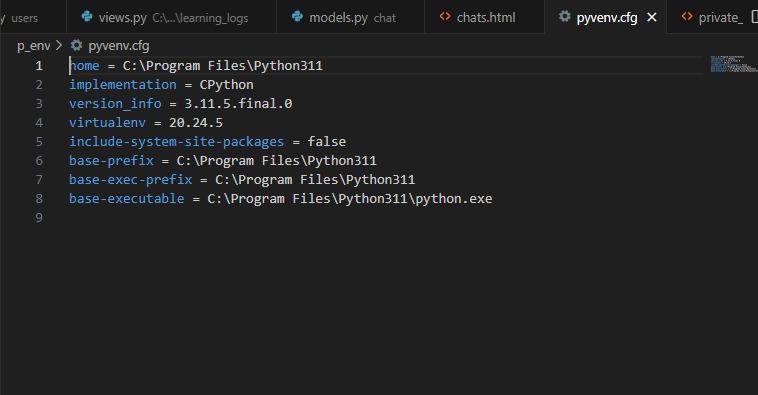 y users views.py C:\...\learning_logs models.py chat chats.html pyvenv.cfg private_
p_env > pyvenv.cfg
1 home = C:\Program Files\Python311
2 implementation = CPython
3 version_info = 3.11.5.final.0
4 virtualenv = 20.24.5
5 include-system-site-packages = false
6 base-prefix = C:\Program Files\Python311
7 base-exec-prefix = C:\Program Files\Python311
8 base-executable = C:\Program Files\Python311\python.exe
9